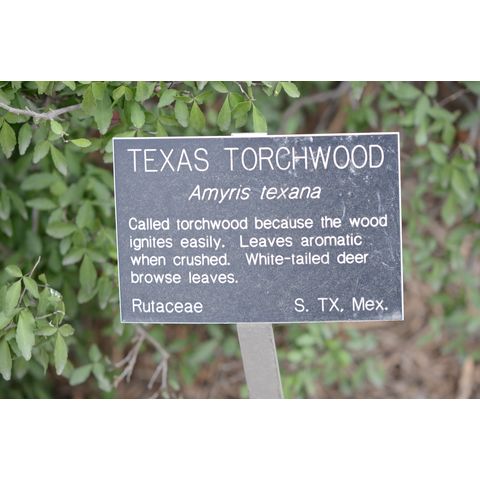 TEXAS TORCHWOOD
Amyris texana
Called torchwood because the wood
ignites easily. Leaves aromatic
when crushed. White-tailed deer
browse leaves.
Rutaceae S. TX, Mex.